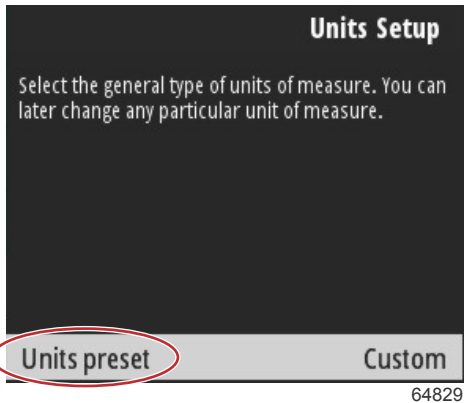 Units Setup
Select the general type of units of measure. You can
later change any particular unit of measure.
Units preset Custom
64829